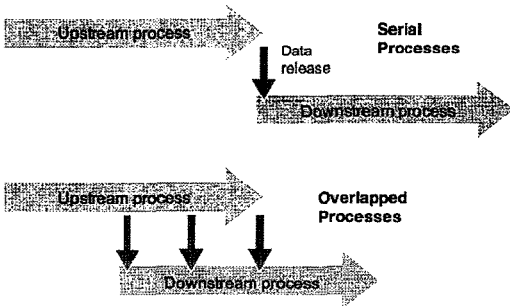 Upstream process
Serial
Processes
Data
release
Downstream process
Upstream process
Overlapped
Processes
Downstream process